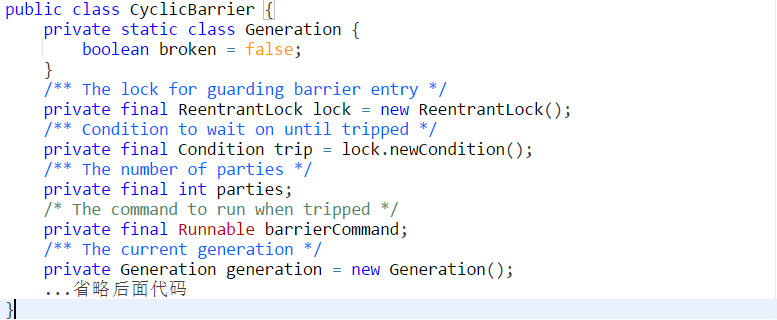 public class CyclicBarrier {
    private static class Generation {
        boolean broken = false;
    }
    /** The lock for guarding barrier entry */
    private final ReentrantLock lock = new ReentrantLock();
    /** Condition to wait on until tripped */
    private final Condition trip = lock.newCondition();
    /** The number of parties */
    private final int parties;
    /* The command to run when tripped */
    private final Runnable barrierCommand;
    /** The current generation */
    private Generation generation = new Generation();
    ...省略后面代码
}